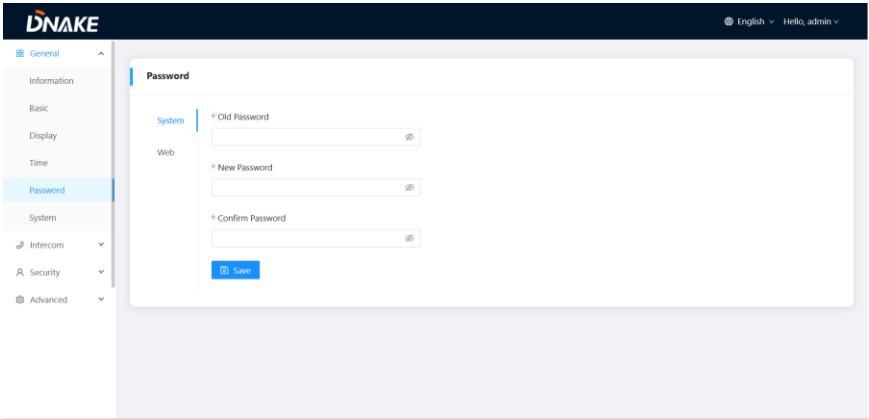 DNAKE
English Hello, admin
General
Information
Basic
Display
Time
Password
System
Intercom
Security
Advanced
Password
System
Web
* Old Password
* New Password
* Confirm Password
Save